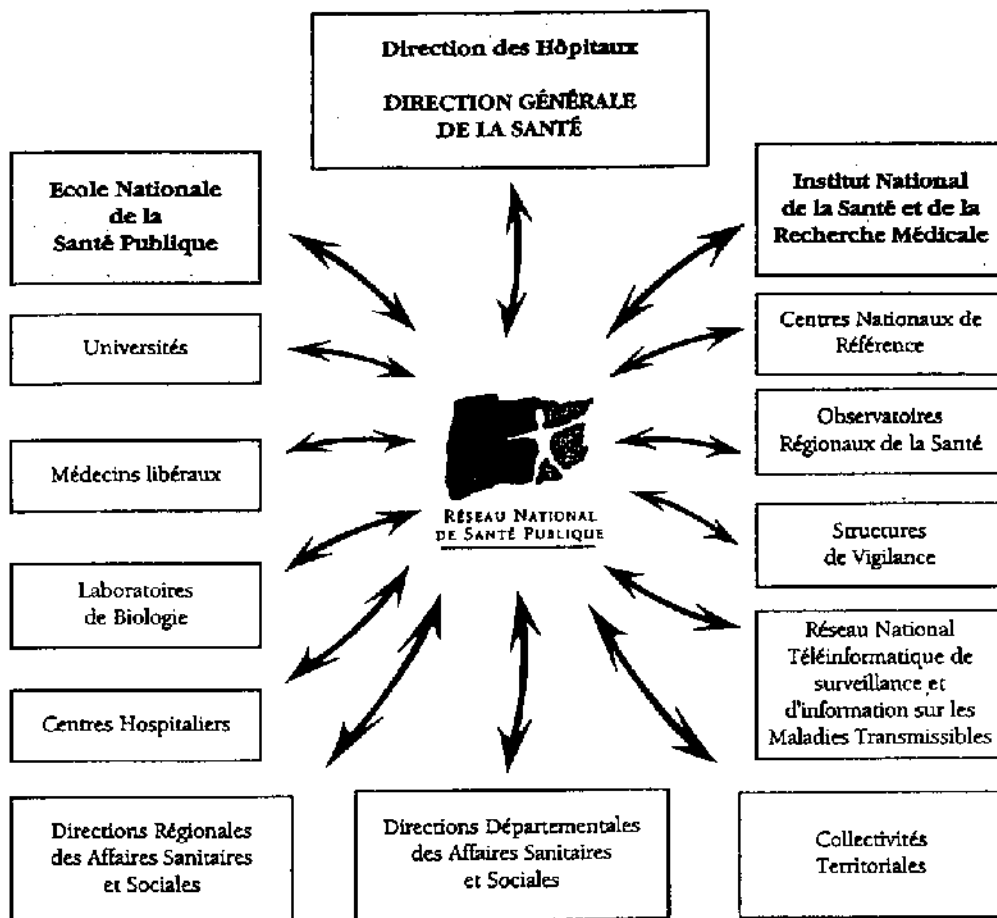 Direction des Hôpitaux
DIRECTION GÉNÉRALE
DE LA SANTÉ
Ecole Nationale
de la
Santé Publique
Institut National
de la Santé et de la
Recherche Médicale
Universités
Centres Nationaux de
Référence
Médecins libéraux
Observatoires
Régionaux de la Santé
RÉSEAU NATIONAL
DE SANTÉ PUBLIQUE
Structures
de Vigilance
Laboratoires
de Biologie
Réseau National
Téléinformatique de
surveillance et
d'information sur les
Maladies Transmissibles
Centres Hospitaliers
Directions Régionales
des Affaires Sanitaires
et Sociales
Directions Départementales
des Affaires Sanitaires
et Sociales
Collectivités
Territoriales